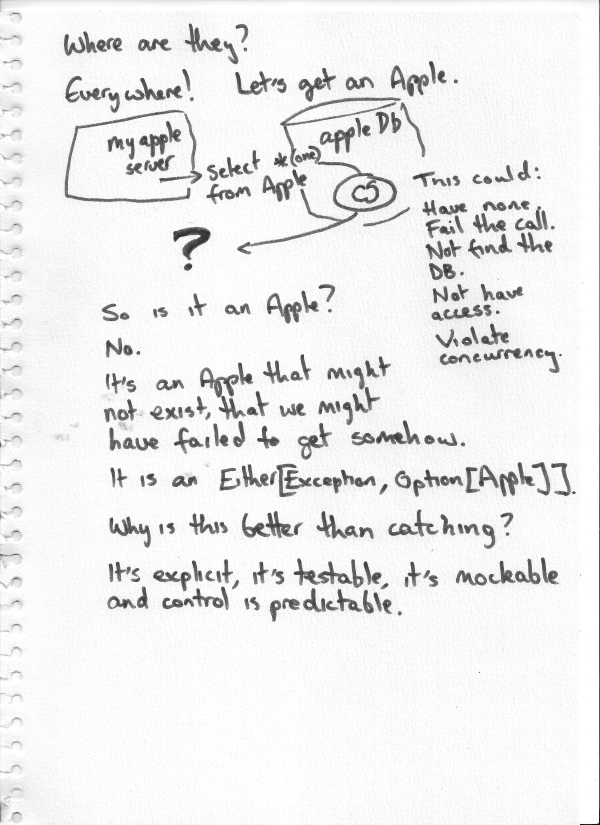 Where are they?
Everywhere! Let's get an Apple.
my apple
server
apple Db
Select *(one)
from Apple
?
This could:
Have none.
Fail the call.
Not find the
DB.
Not have
access.
Violate
concurrency.
So is it an Apple?
No.
It's an Apple that might
not exist, that we might
have failed to get somehow.
It is an Either[Exception, Option[Apple]].
Why is this better than catching?
It's explicit, it's testable, it's mockable
and control is predictable.